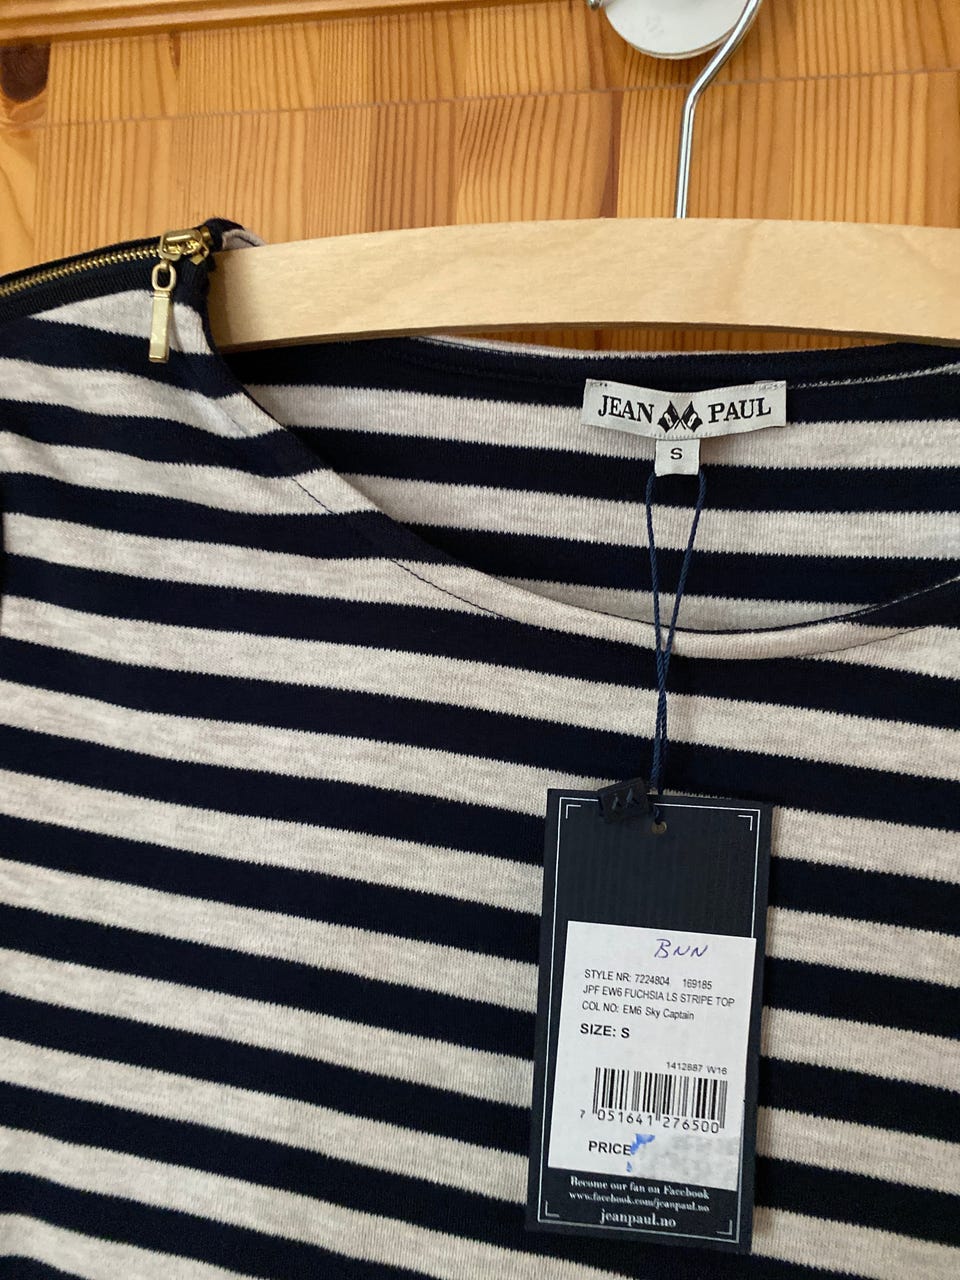 JEAN PAUL
S
BNN
STYLE NR: 7224804 169185
JPF EW6 FUCHSIA LS STRIPE TOP
COL NO: EM6 Sky Captain
SIZE: S
1412887 W16
7 051641 276500
PRICE
Become our fan on Facebook
www.facebook.com/jeanpaul.no
jeanpaul.no